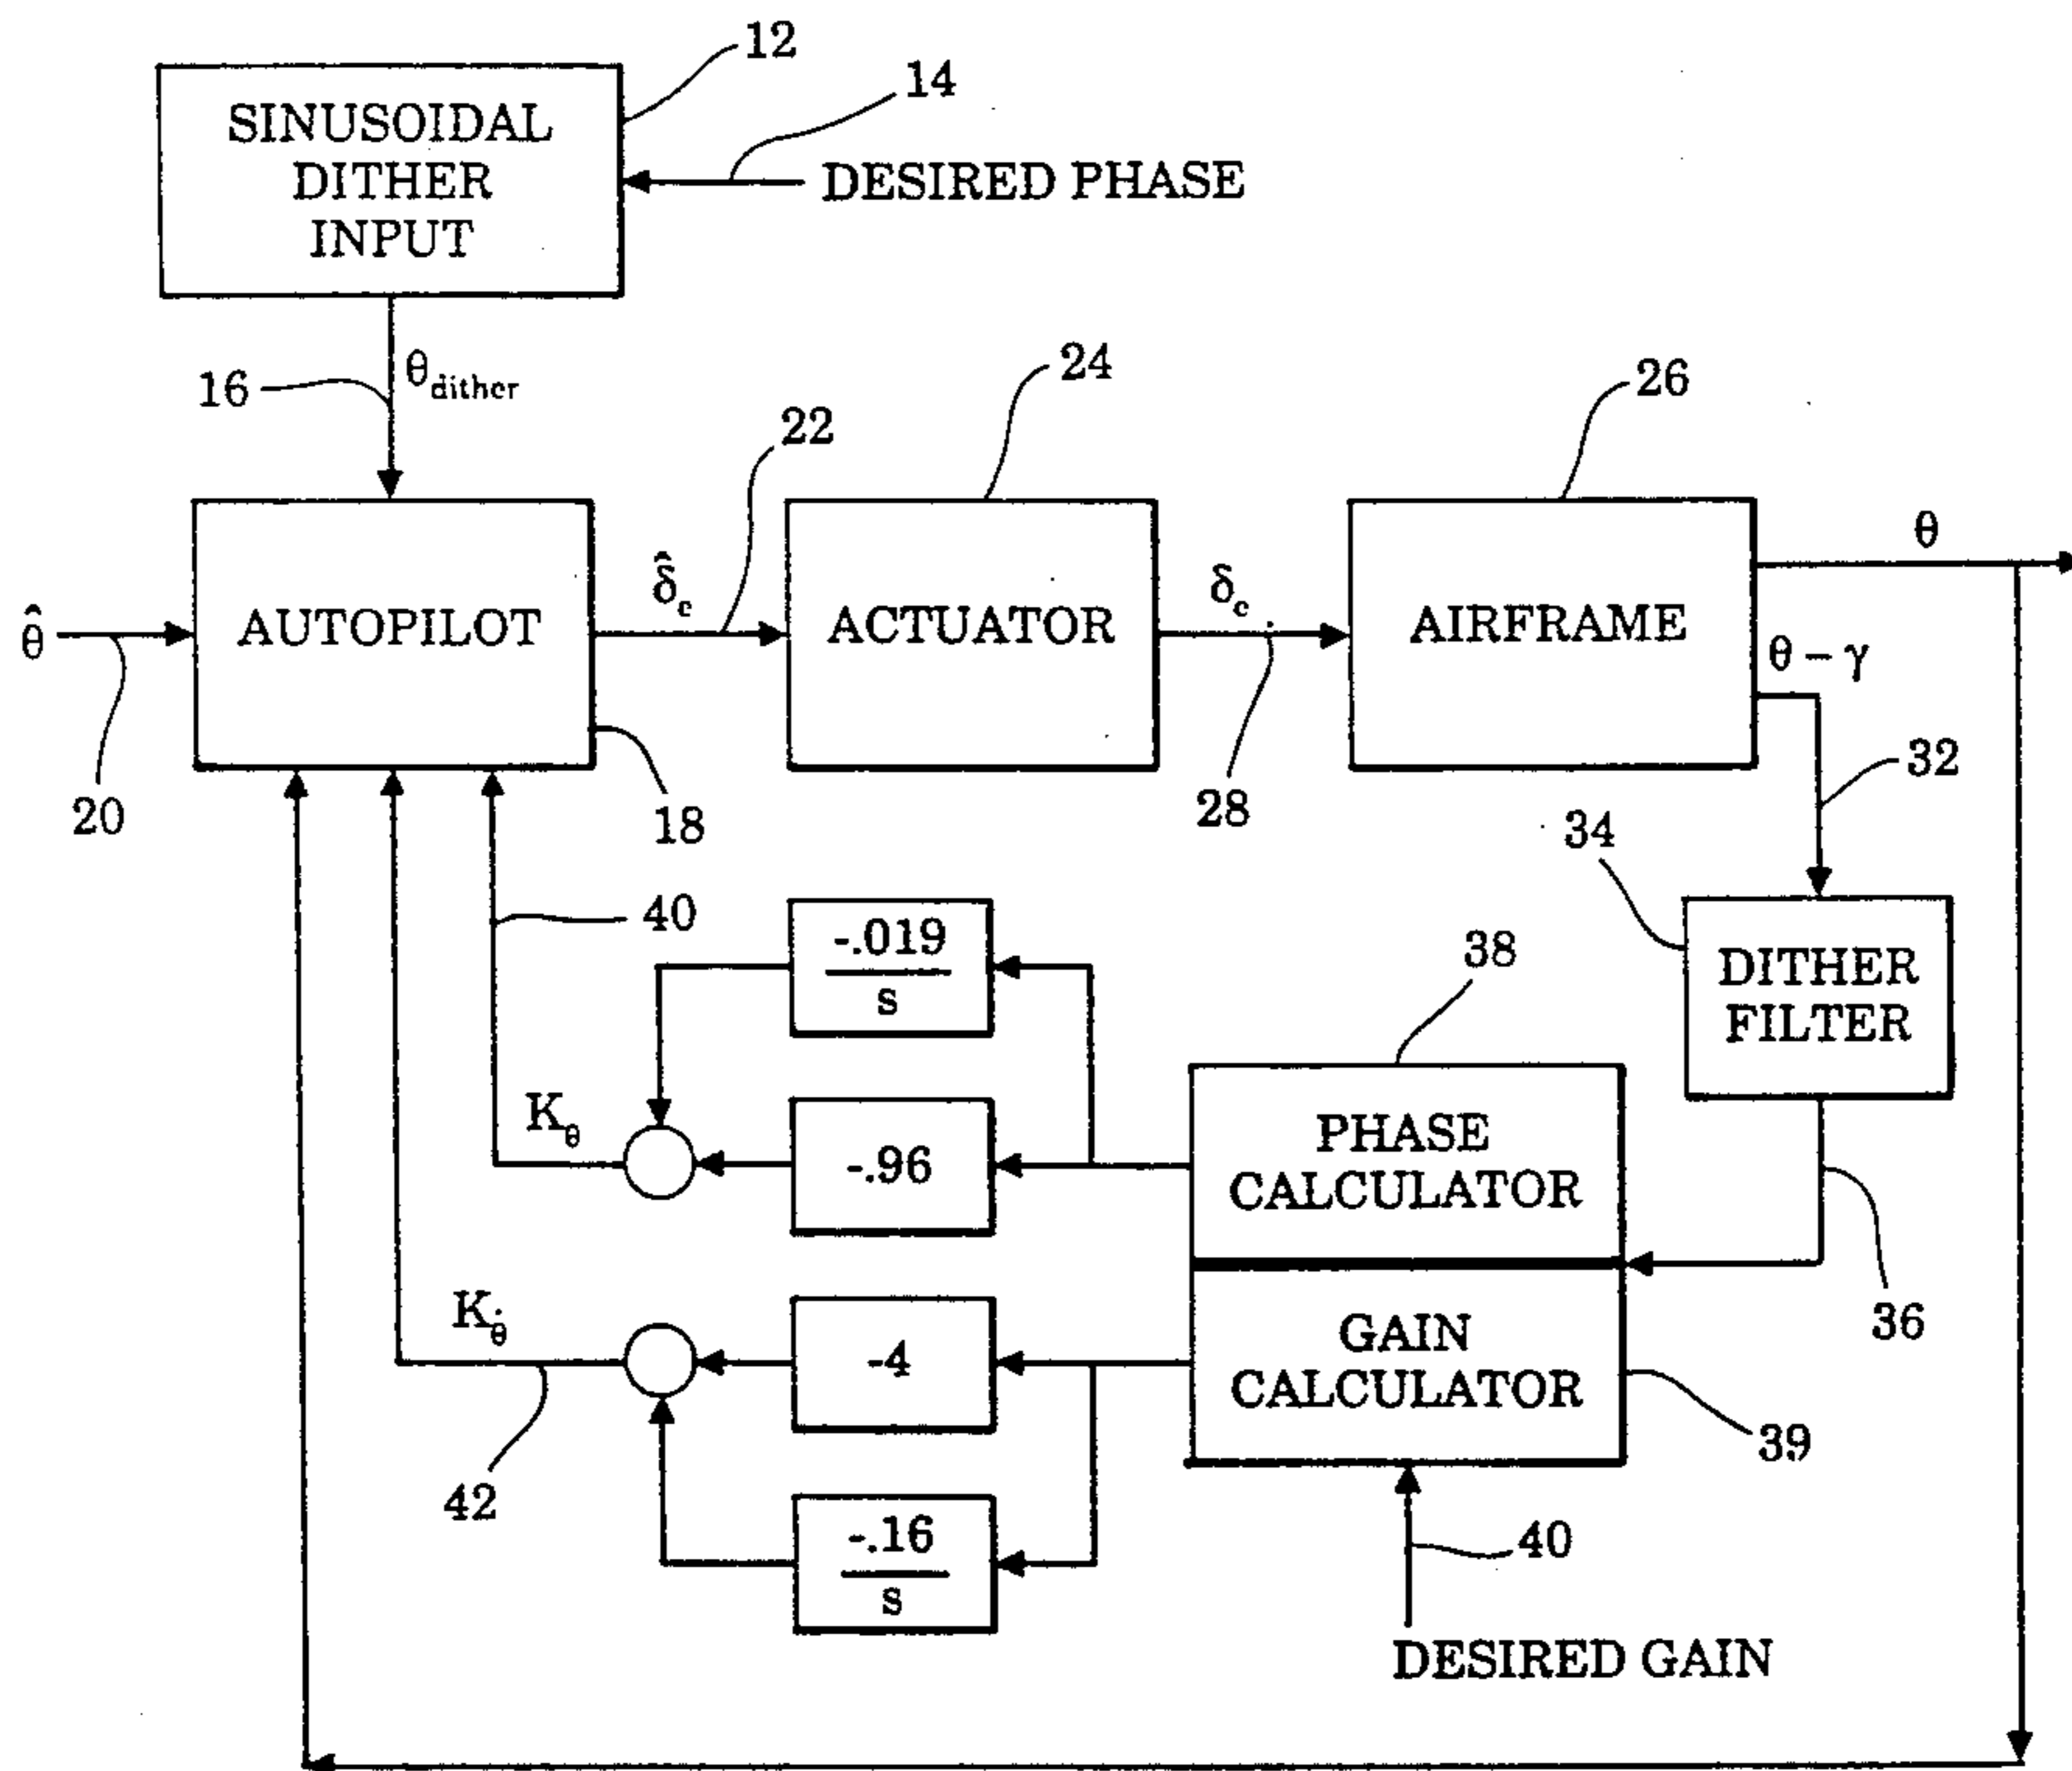 12
14
SINUSOIDAL
DITHER
INPUT
DESIRED PHASE
16
θdither
24
26
22
θ
θ̂
AUTOPILOT
δ̂c
ACTUATOR
δc
AIRFRAME
θ - γ
20
18
28
32
34
40
-.019
s
38
DITHER
FILTER
Kθ
-.96
PHASE
CALCULATOR
36
Kθ̇
-4
GAIN
CALCULATOR
39
42
-.16
s
40
DESIRED GAIN